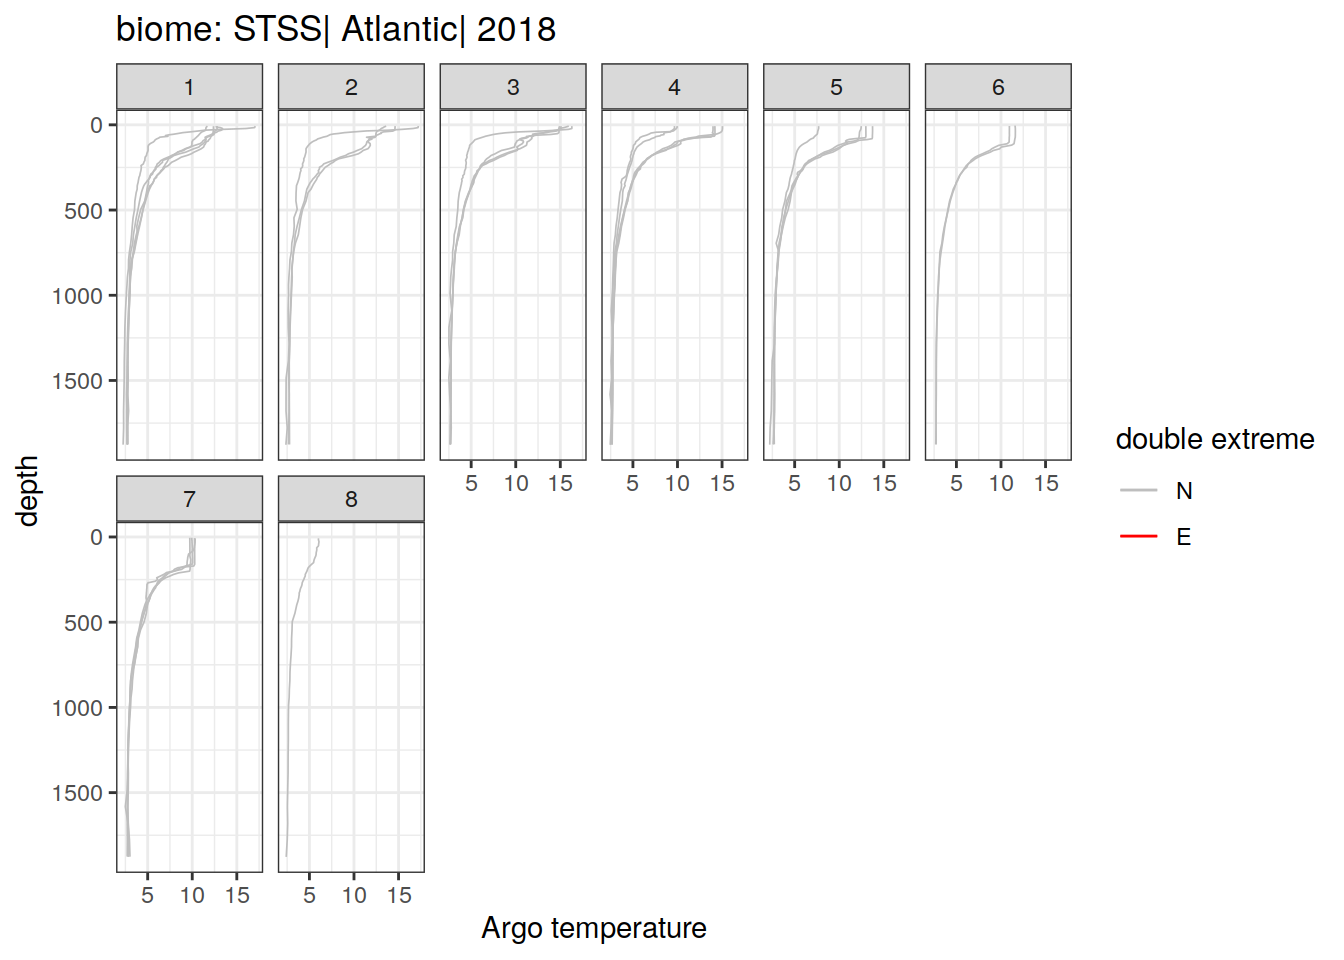 biome: STSS| Atlantic| 2018
1 2 3 4 5 6
0
500
1000
1500
5 10 15 5 10 15 5 10 15 5 10 15
7 8
0
500
1000
1500
5 10 15 5 10 15
depth
Argo temperature
double extreme
N
E